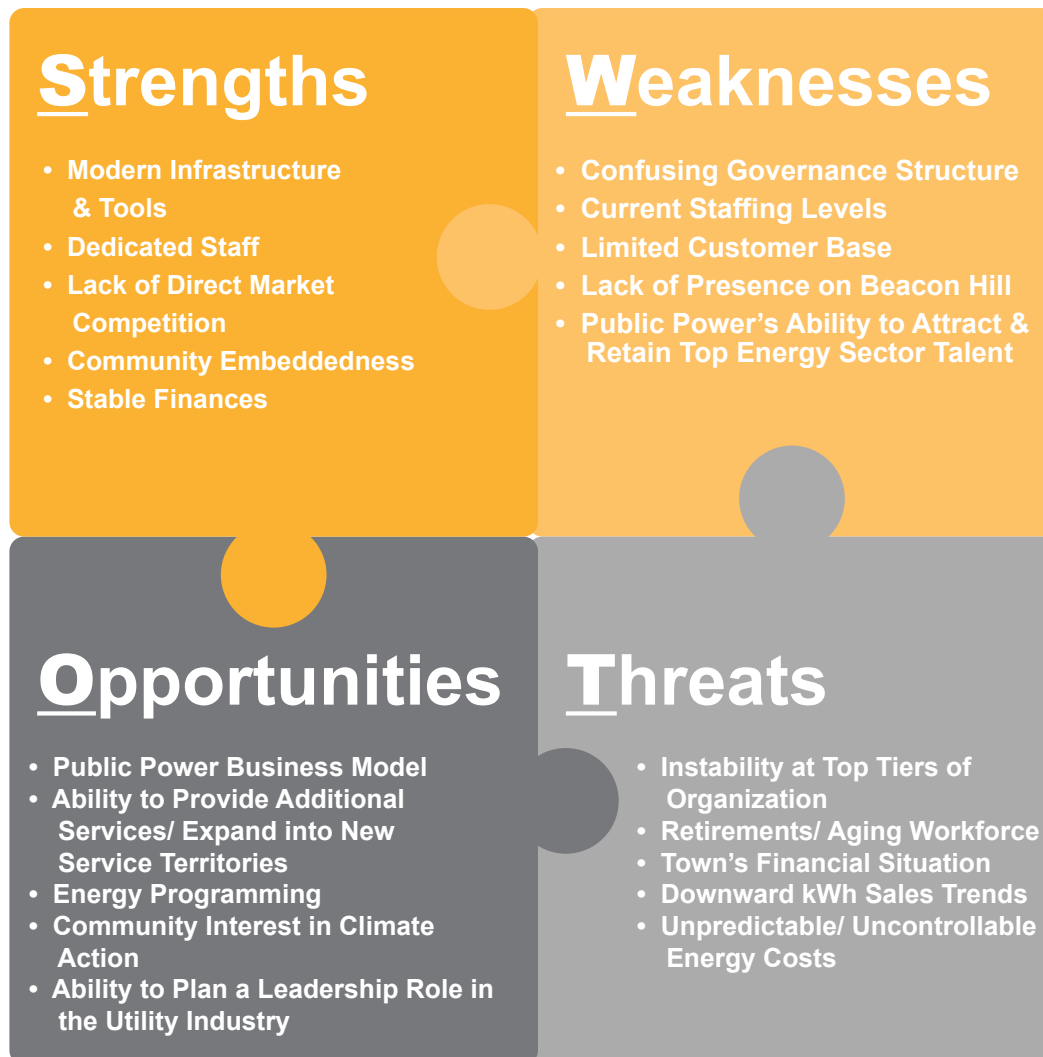 Strengths
• Modern Infrastructure
& Tools
• Dedicated Staff
• Lack of Direct Market
Competition
• Community Embeddedness
• Stable Finances
Weaknesses
• Confusing Governance Structure
• Current Staffing Levels
• Limited Customer Base
• Lack of Presence on Beacon Hill
• Public Power’s Ability to Attract &
Retain Top Energy Sector Talent
Opportunities
• Public Power Business Model
• Ability to Provide Additional
Services/ Expand into New
Service Territories
• Energy Programming
• Community Interest in Climate
Action
• Ability to Plan a Leadership Role in
the Utility Industry
Threats
• Instability at Top Tiers of
Organization
• Retirements/ Aging Workforce
• Town’s Financial Situation
• Downward kWh Sales Trends
• Unpredictable/ Uncontrollable
Energy Costs